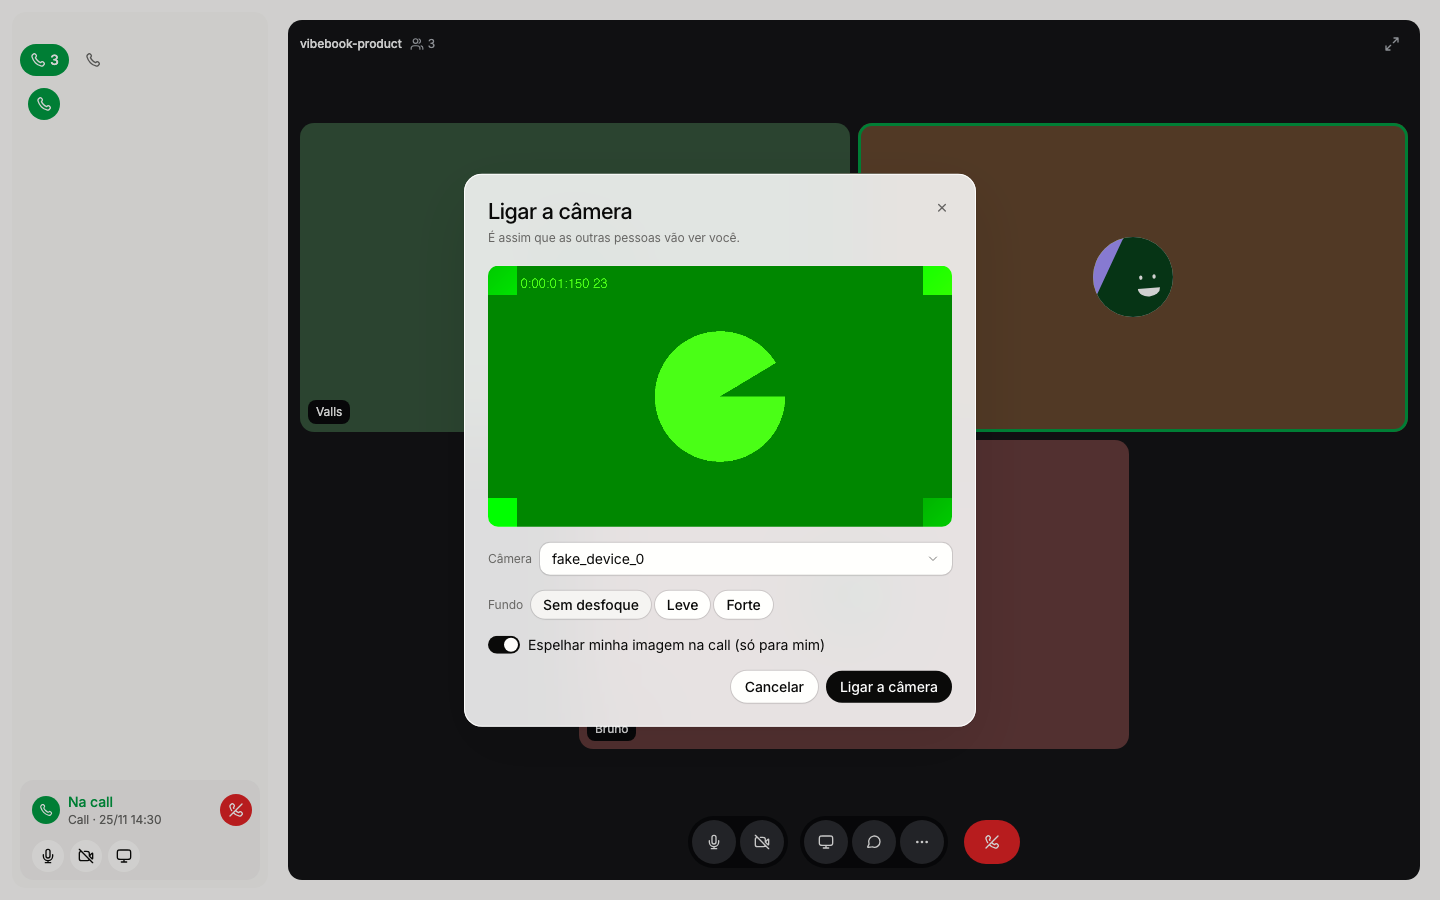 3
vibebook-product 3
Ligar a câmera
É assim que as outras pessoas vão ver você.
0:00:01:150 23
Valls
Câmera fake_device_0
Fundo Sem desfoque Leve Forte
Espelhar minha imagem na call (só para mim)
Cancelar Ligar a câmera
Bruno
Na call
Call · 25/11 14:30